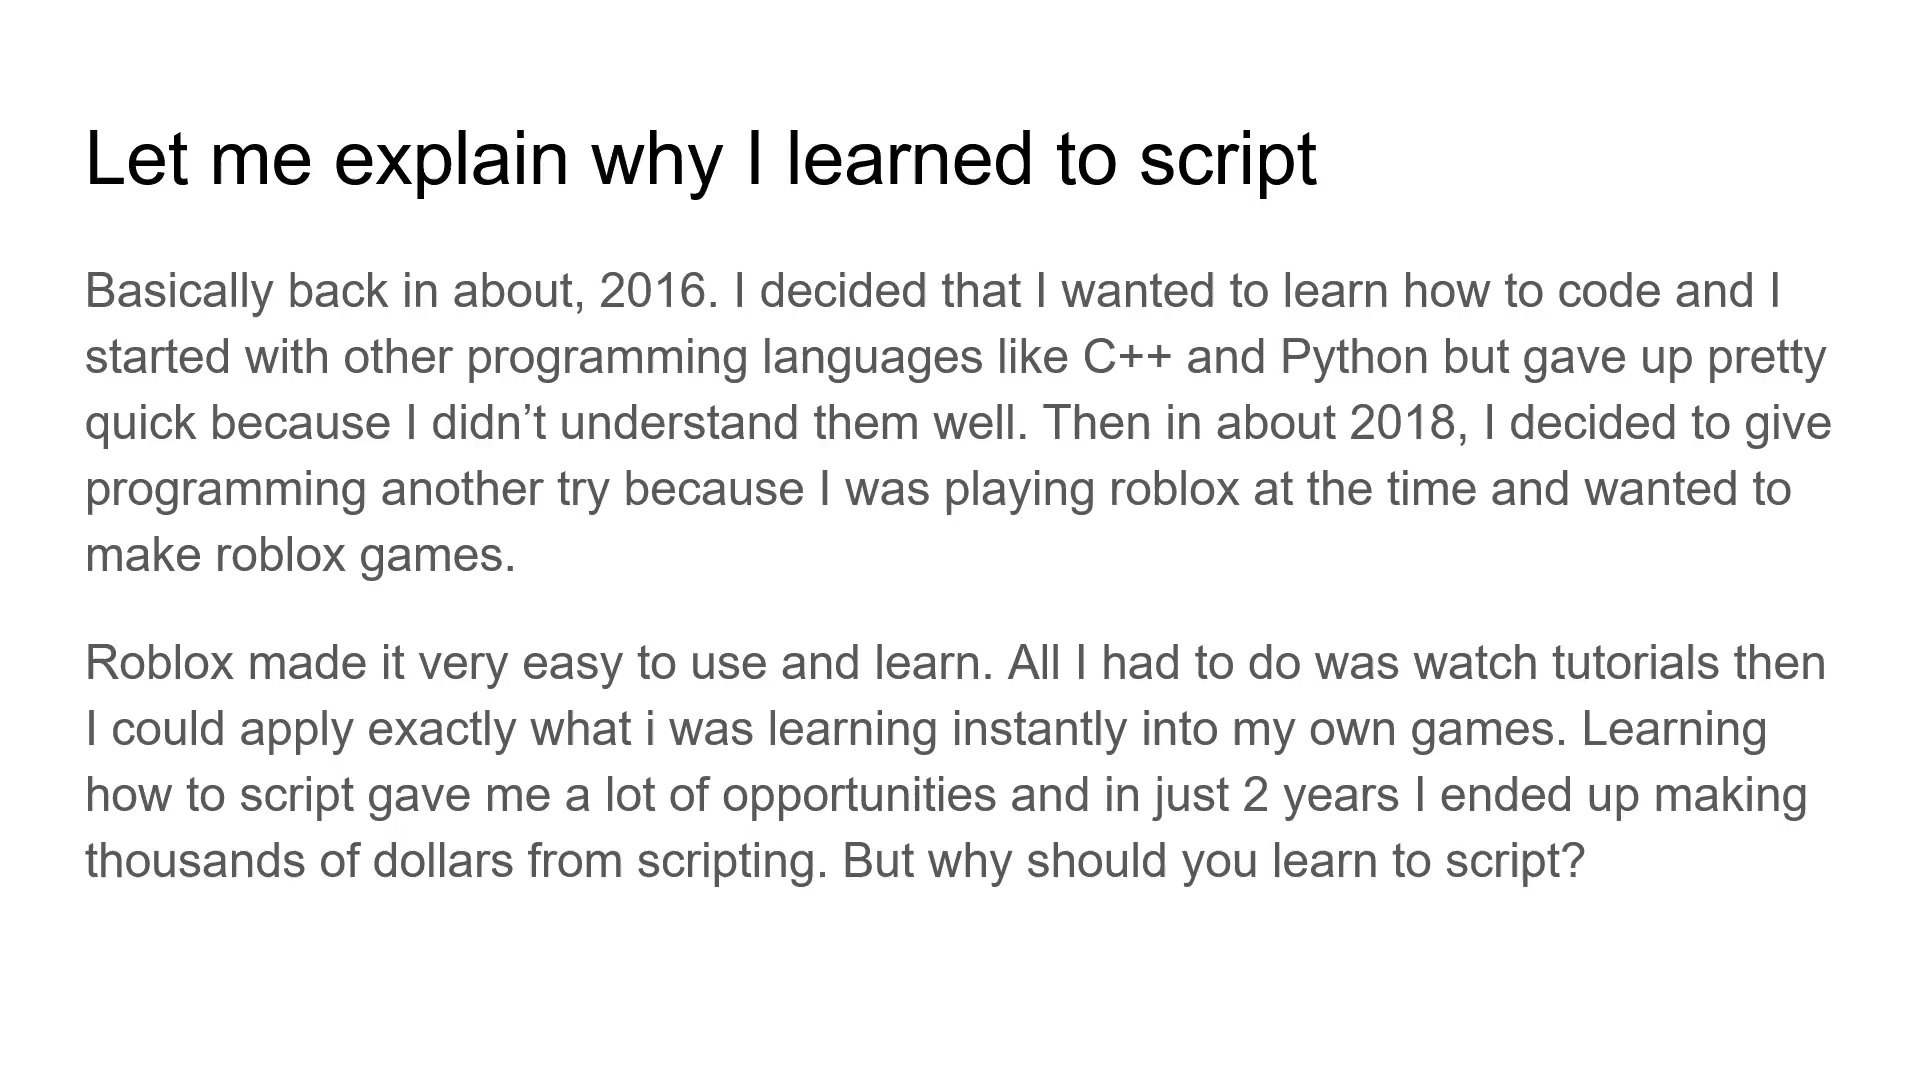 Let me explain why I learned to script
Basically back in about, 2016. I decided that I wanted to learn how to code and I
started with other programming languages like C++ and Python but gave up pretty
quick because I didn’t understand them well. Then in about 2018, I decided to give
programming another try because I was playing roblox at the time and wanted to
make roblox games.
Roblox made it very easy to use and learn. All I had to do was watch tutorials then
I could apply exactly what i was learning instantly into my own games. Learning
how to script gave me a lot of opportunities and in just 2 years I ended up making
thousands of dollars from scripting. But why should you learn to script?